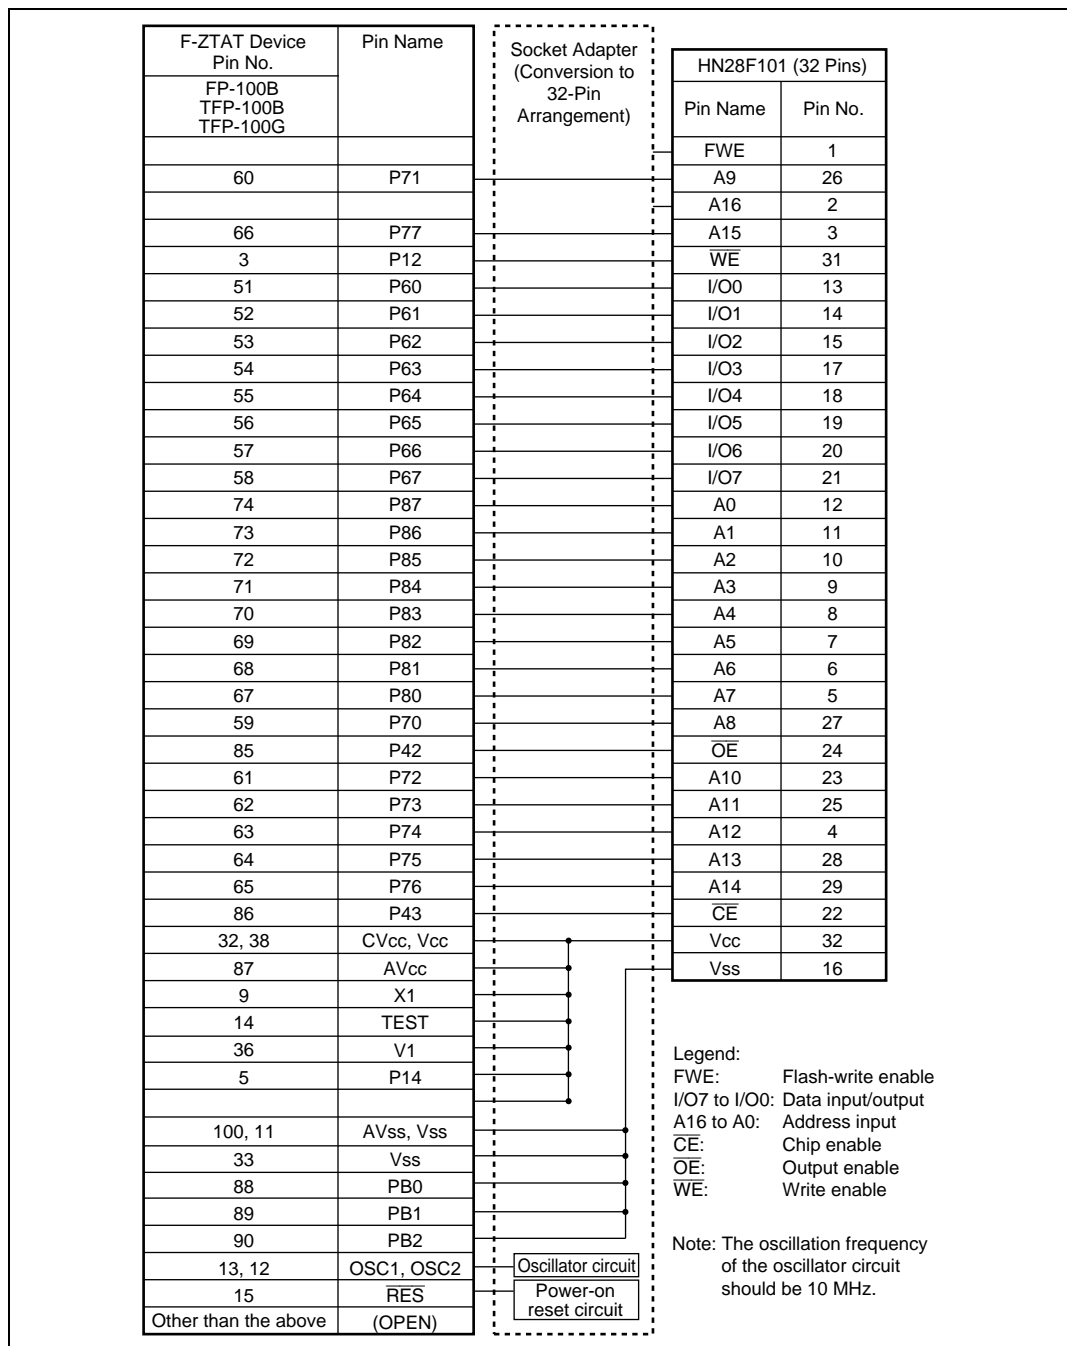 F-ZTAT Device
Pin No.
Pin Name
FP-100B
TFP-100B
TFP-100G
Socket Adapter
(Conversion to
32-Pin
Arrangement)
HN28F101 (32 Pins)
Pin Name Pin No.
FWE 1
60 P71 A9 26
A16 2
66 P77 A15 3
3 P12 W̅E̅ 31
51 P60 I/O0 13
52 P61 I/O1 14
53 P62 I/O2 15
54 P63 I/O3 17
55 P64 I/O4 18
56 P65 I/O5 19
57 P66 I/O6 20
58 P67 I/O7 21
74 P87 A0 12
73 P86 A1 11
72 P85 A2 10
71 P84 A3 9
70 P83 A4 8
69 P82 A5 7
68 P81 A6 6
67 P80 A7 5
59 P70 A8 27
85 P42 O̅E̅ 24
61 P72 A10 23
62 P73 A11 25
63 P74 A12 4
64 P75 A13 28
65 P76 A14 29
86 P43 C̅E̅ 22
32, 38 CVcc, Vcc Vcc 32
87 AVcc Vss 16
9 X1
14 TEST
36 V1
5 P14
100, 11 AVss, Vss
33 Vss
88 PB0
89 PB1
90 PB2
13, 12 OSC1, OSC2 Oscillator circuit
15 R̅E̅S̅ Power-on
reset circuit
Other than the above (OPEN)
Legend:
FWE: Flash-write enable
I/O7 to I/O0: Data input/output
A16 to A0: Address input
C̅E̅: Chip enable
O̅E̅: Output enable
W̅E̅: Write enable
Note: The oscillation frequency
of the oscillator circuit
should be 10 MHz.